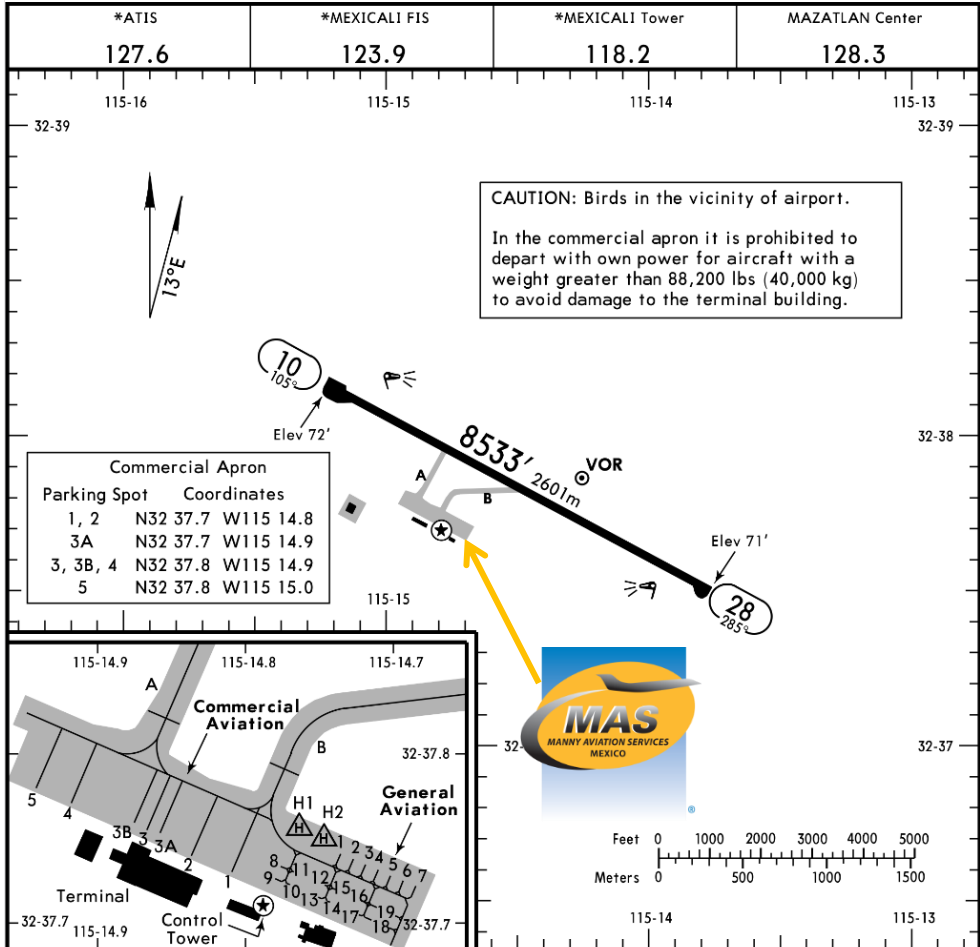 *ATIS
127.6
*MEXICALI FIS
123.9
*MEXICALI Tower
118.2
MAZATLAN Center
128.3
115-16 115-15 115-14 115-13
32-39 32-39
CAUTION: Birds in the vicinity of airport.
In the commercial apron it is prohibited to
depart with own power for aircraft with a
weight greater than 88,200 lbs (40,000 kg)
to avoid damage to the terminal building.
13°E
10
105°
Elev 72'
8533'
2601m
VOR
32-38
A
B
Commercial Apron
Parking Spot Coordinates
1, 2 N32 37.7 W115 14.8
3A N32 37.7 W115 14.9
3, 3B, 4 N32 37.8 W115 14.9
5 N32 37.8 W115 15.0
Elev 71'
28
285°
115-15
115-14.9 115-14.8 115-14.7
A
Commercial
Aviation
B
32-37.8
General
Aviation
H1
H2
H
H
5
4
3B
3
3A
2
1
1
2
3
4
5
6
7
8
9
10
11
12
13
14
15
16
17
18
19
Terminal
Control
Tower
32-37.7 115-14.9
32-37.7
32- 32-37
MAS
MANNY AVIATION SERVICES
MEXICO
®
Feet 0 1000 2000 3000 4000 5000
Meters 0 500 1000 1500
115-14 115-13